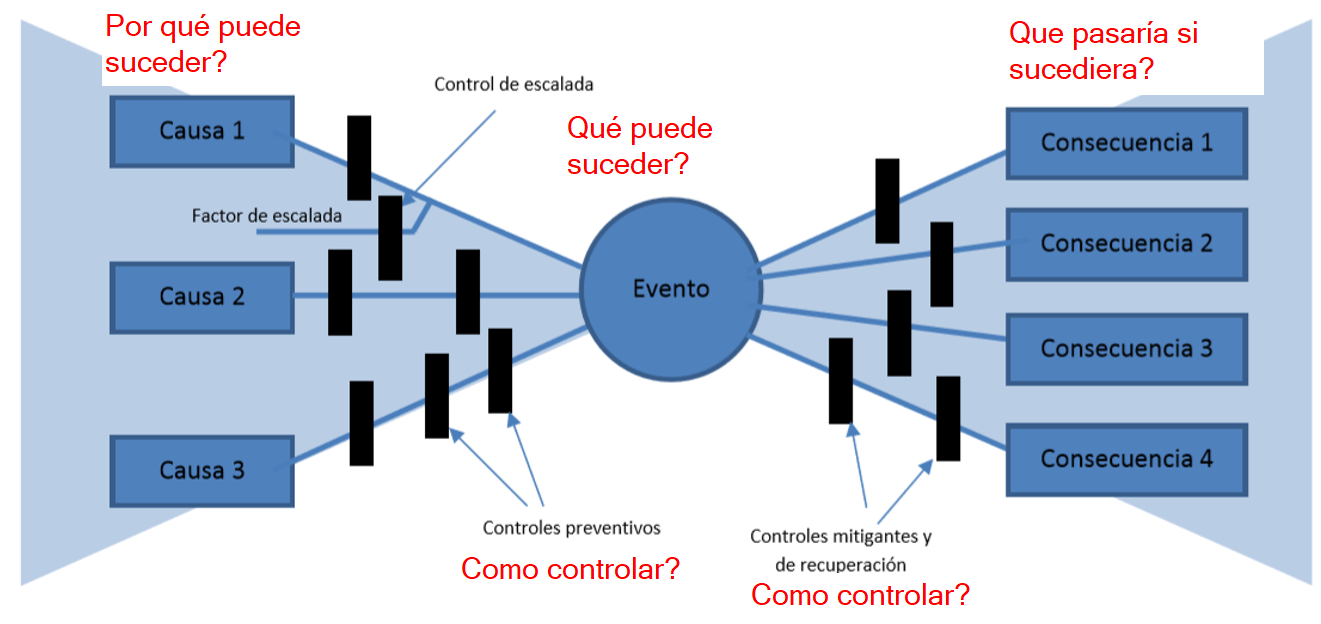 Por qué puede
suceder?
Que pasaría si
sucediera?
Control de escalada
Qué puede
suceder?
Causa 1
Consecuencia 1
Factor de escalada
Consecuencia 2
Causa 2
Evento
Consecuencia 3
Causa 3
Consecuencia 4
Controles preventivos
Como controlar?
Controles mitigantes y
de recuperación
Como controlar?